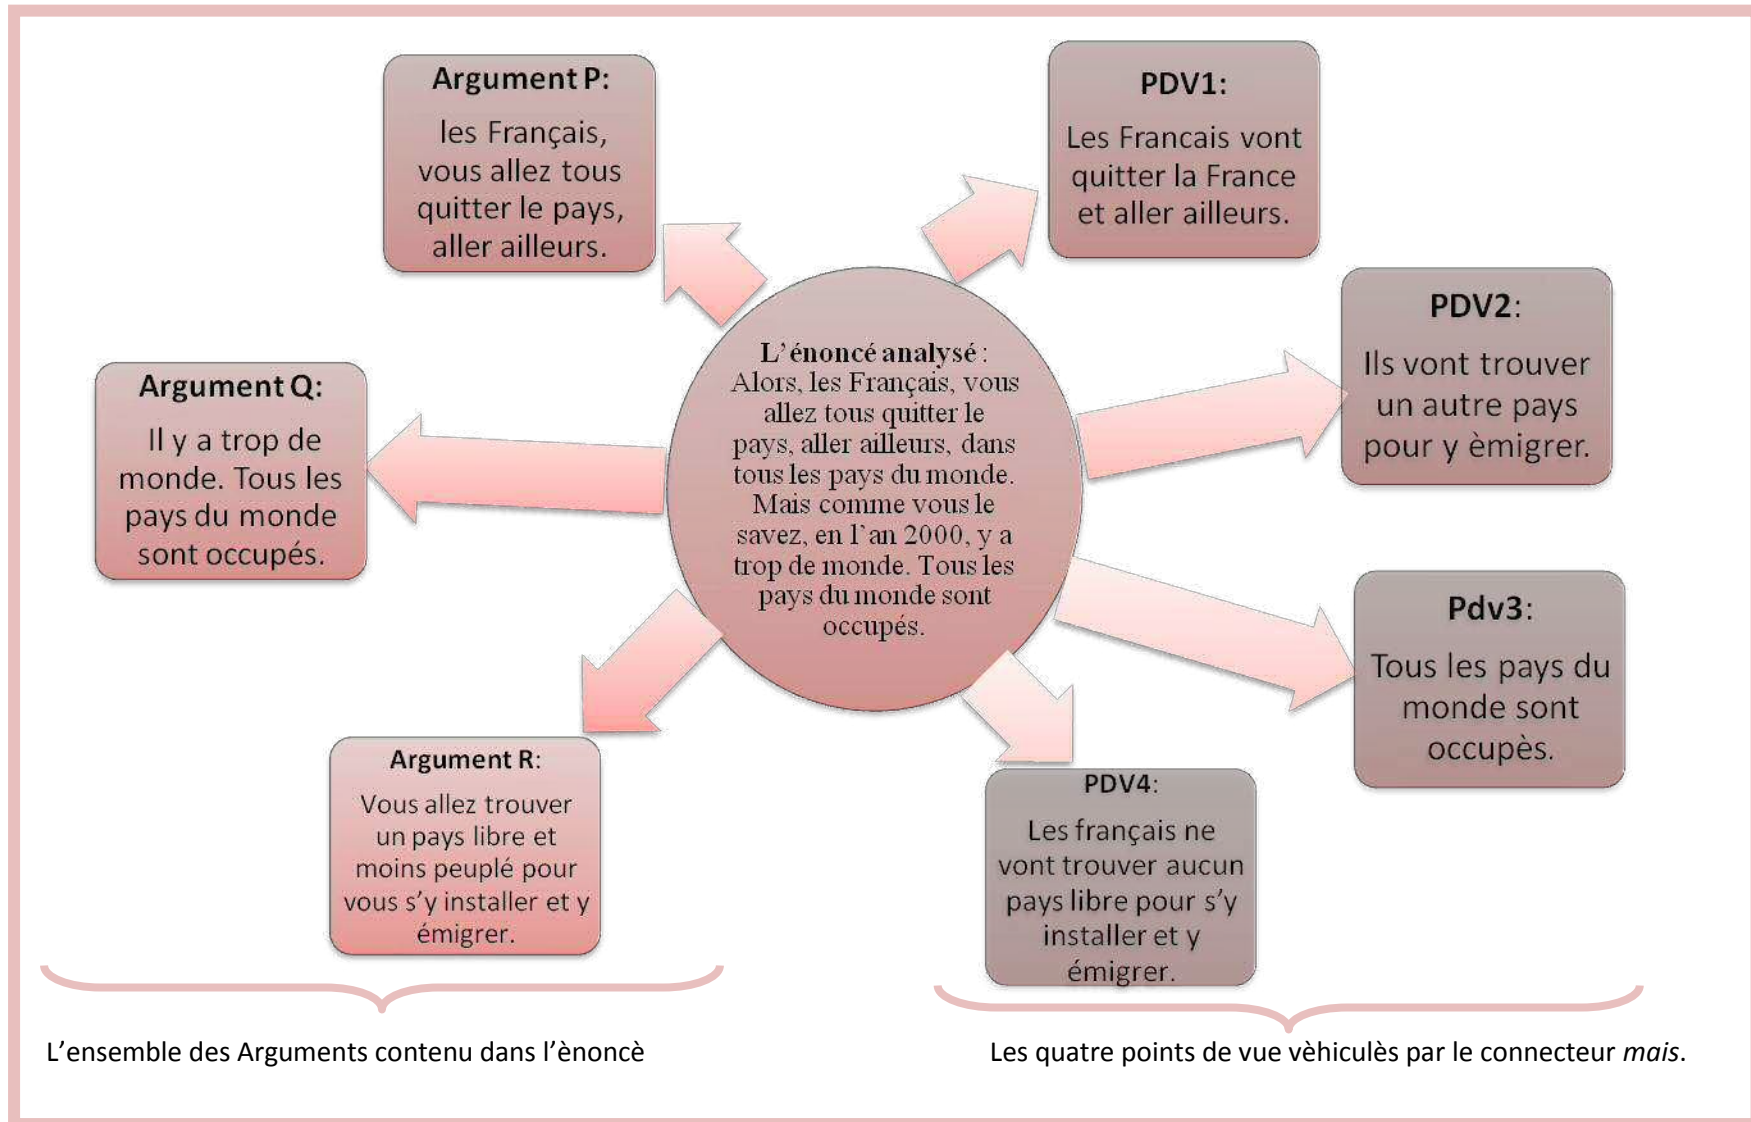 Argument P:
les Français,
vous allez tous
quitter le pays,
aller ailleurs.
PDV1:
Les Francais vont
quitter la France
et aller ailleurs.
PDV2:
Ils vont trouver
un autre pays
pour y èmigrer.
Argument Q:
Il y a trop de
monde. Tous les
pays du monde
sont occupés.
L'énoncé analysé :
Alors, les Français, vous
allez tous quitter le
pays, aller ailleurs, dans
tous les pays du monde.
Mais comme vous le
savez, en l'an 2000, y a
trop de monde. Tous les
pays du monde sont
occupés.
Pdv3:
Tous les pays du
monde sont
occupès.
Argument R:
Vous allez trouver
un pays libre et
moins peuplé pour
vous s'y installer et y
émigrer.
PDV4:
Les français ne
vont trouver aucun
pays libre pour s'y
installer et y
émigrer.
L'ensemble des Arguments contenu dans l'ènoncè
Les quatre points de vue vèhiculès par le connecteur mais.